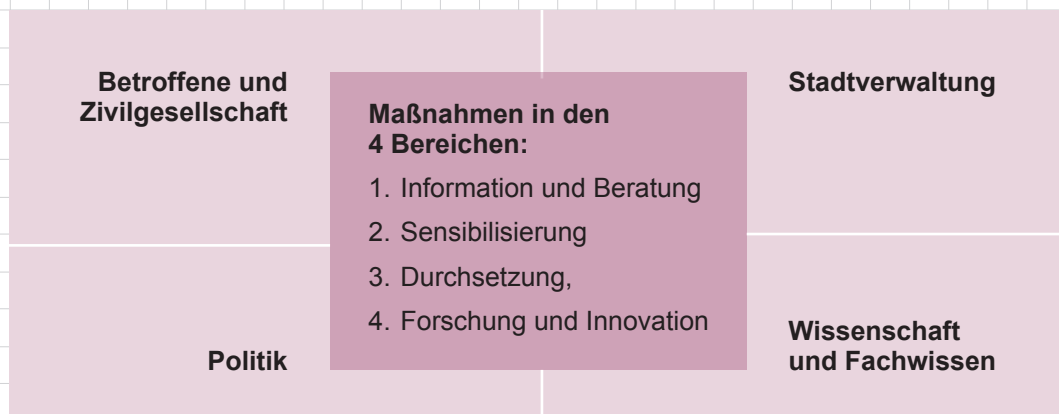 Betroffene und
Zivilgesellschaft
Stadtverwaltung
Maßnahmen in den
4 Bereichen:
1. Information und Beratung
2. Sensibilisierung
3. Durchsetzung,
4. Forschung und Innovation
Politik
Wissenschaft
und Fachwissen